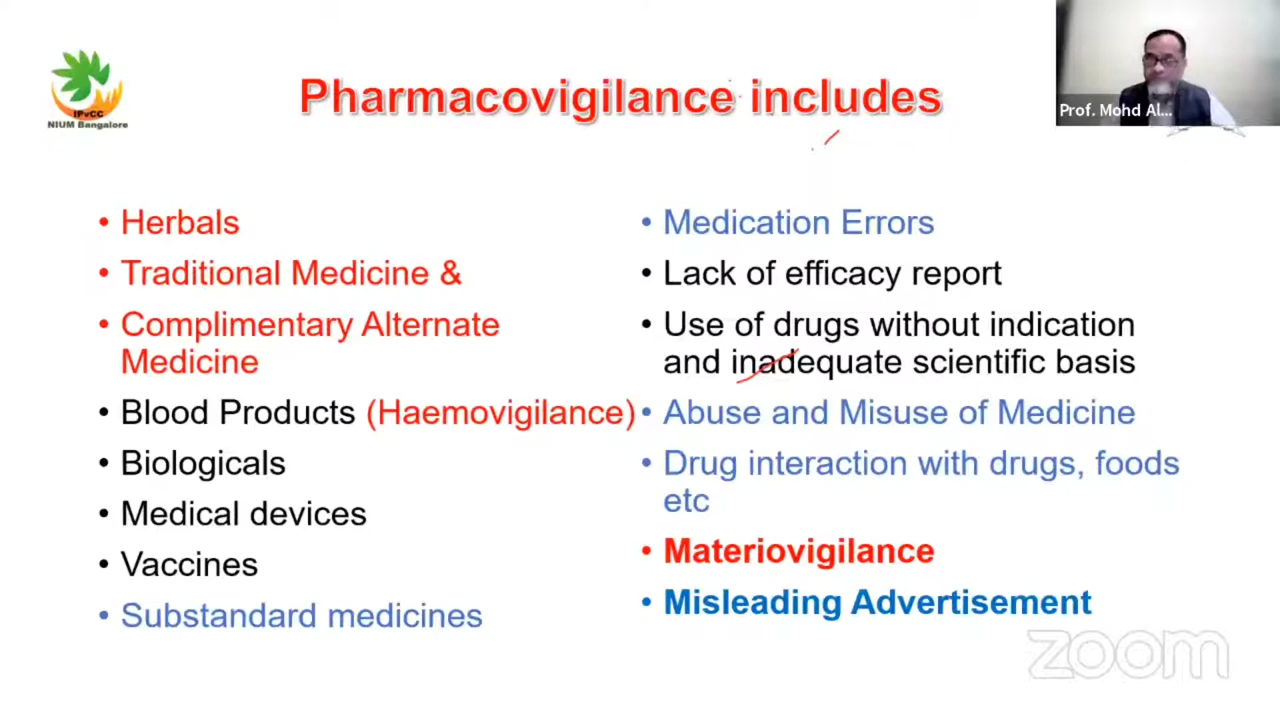 Pharmacovigilance includes
IPvCC
NIUM Bangalore
Prof. Mohd Al...
• Herbals
• Traditional Medicine &
• Complimentary Alternate
Medicine
• Blood Products (Haemovigilance)
• Biologicals
• Medical devices
• Vaccines
• Substandard medicines
• Medication Errors
• Lack of efficacy report
• Use of drugs without indication
and inadequate scientific basis
• Abuse and Misuse of Medicine
• Drug interaction with drugs, foods
etc
• Materiovigilance
• Misleading Advertisement
zoom